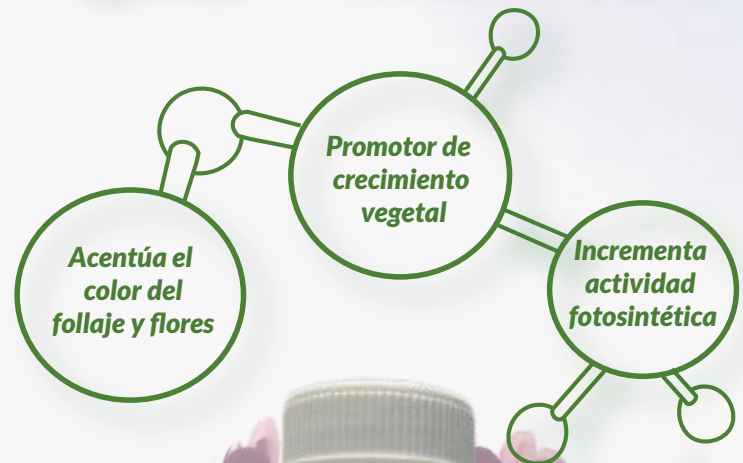 Promotor de
crecimiento
vegetal
Acentúa el
color del
follaje y flores
Incrementa
actividad
fotosintética